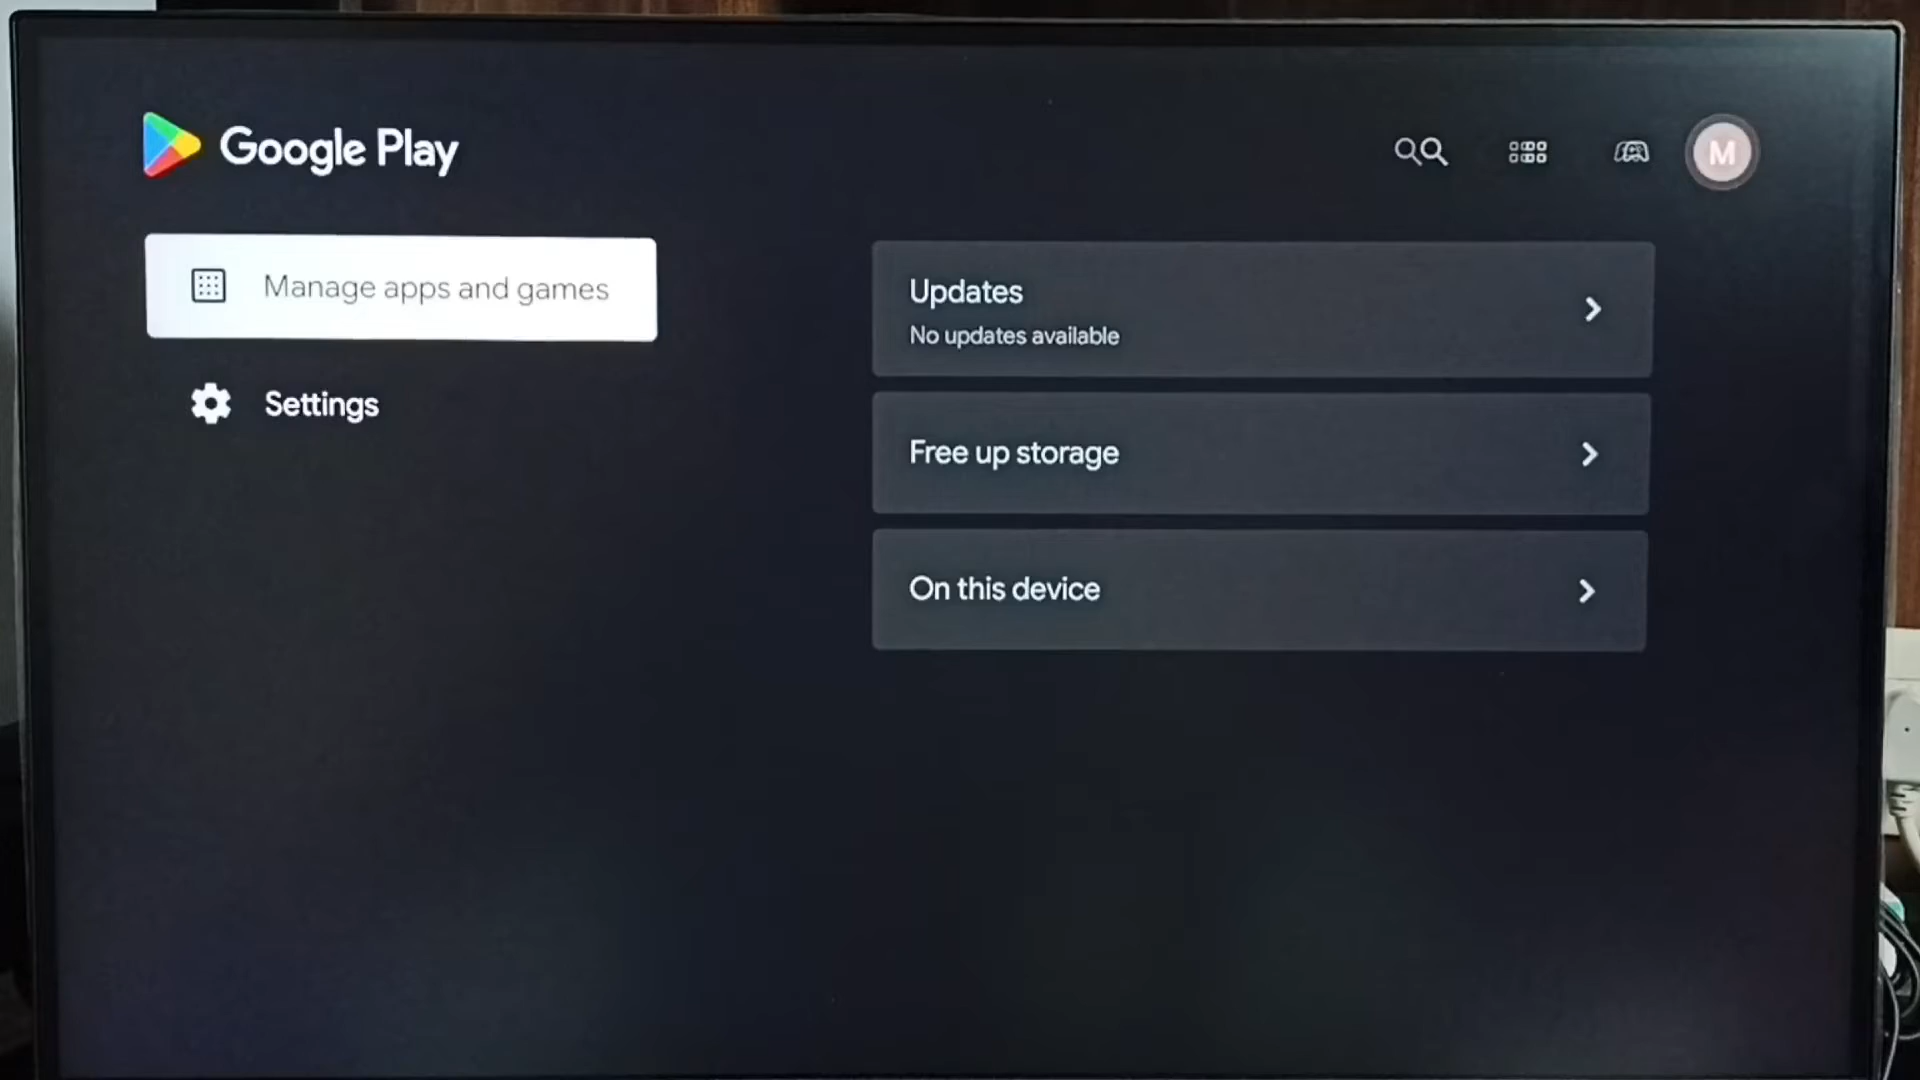 Google Play
M
Manage apps and games
Settings
Updates
No updates available
Free up storage
On this device